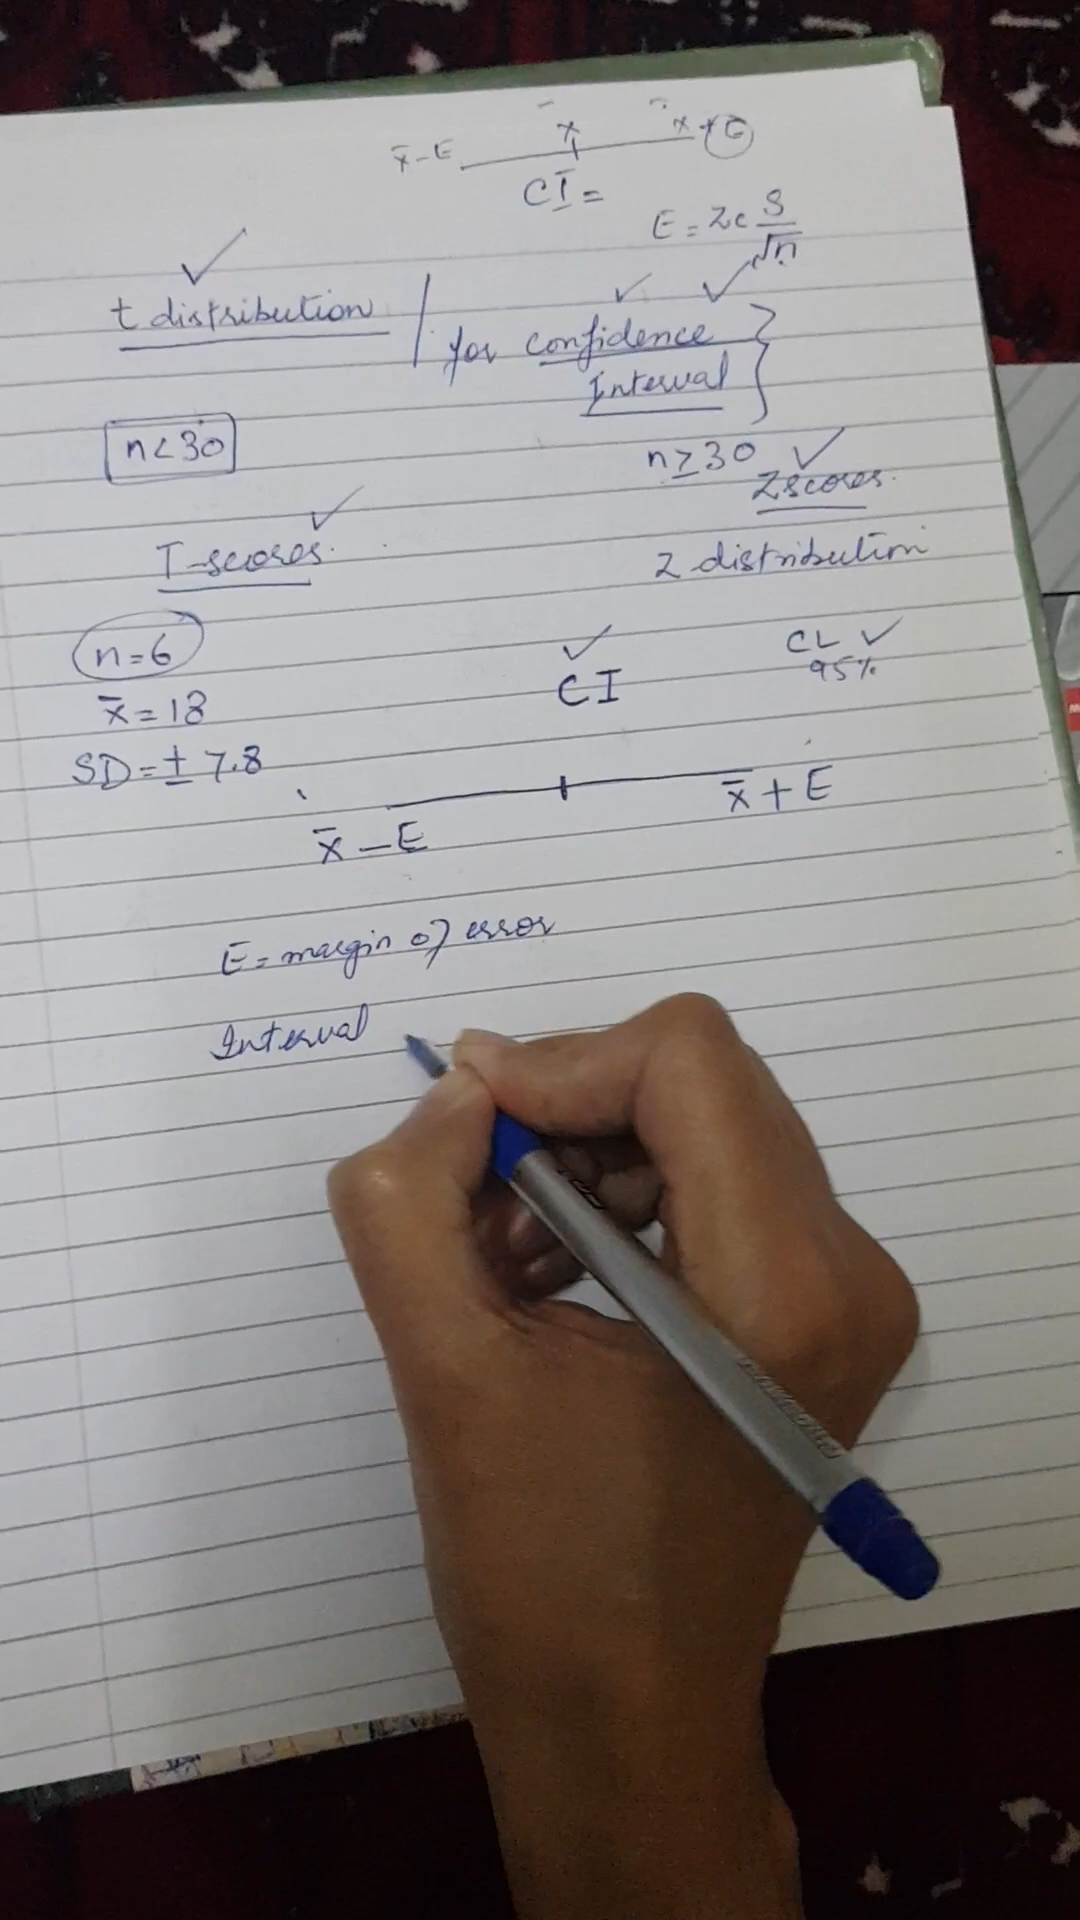 x̄-E x̄ x̄+E
CI =
E = Zc S/√n
t distribution / for confidence
Interval
n<30
n≥30
Z scores.
T-scores.
Z distribution
n=6
CI
CL
95%
x̄ = 18
SD = ± 7.8
x̄ - E
x̄ + E
E = margin of error
Interval